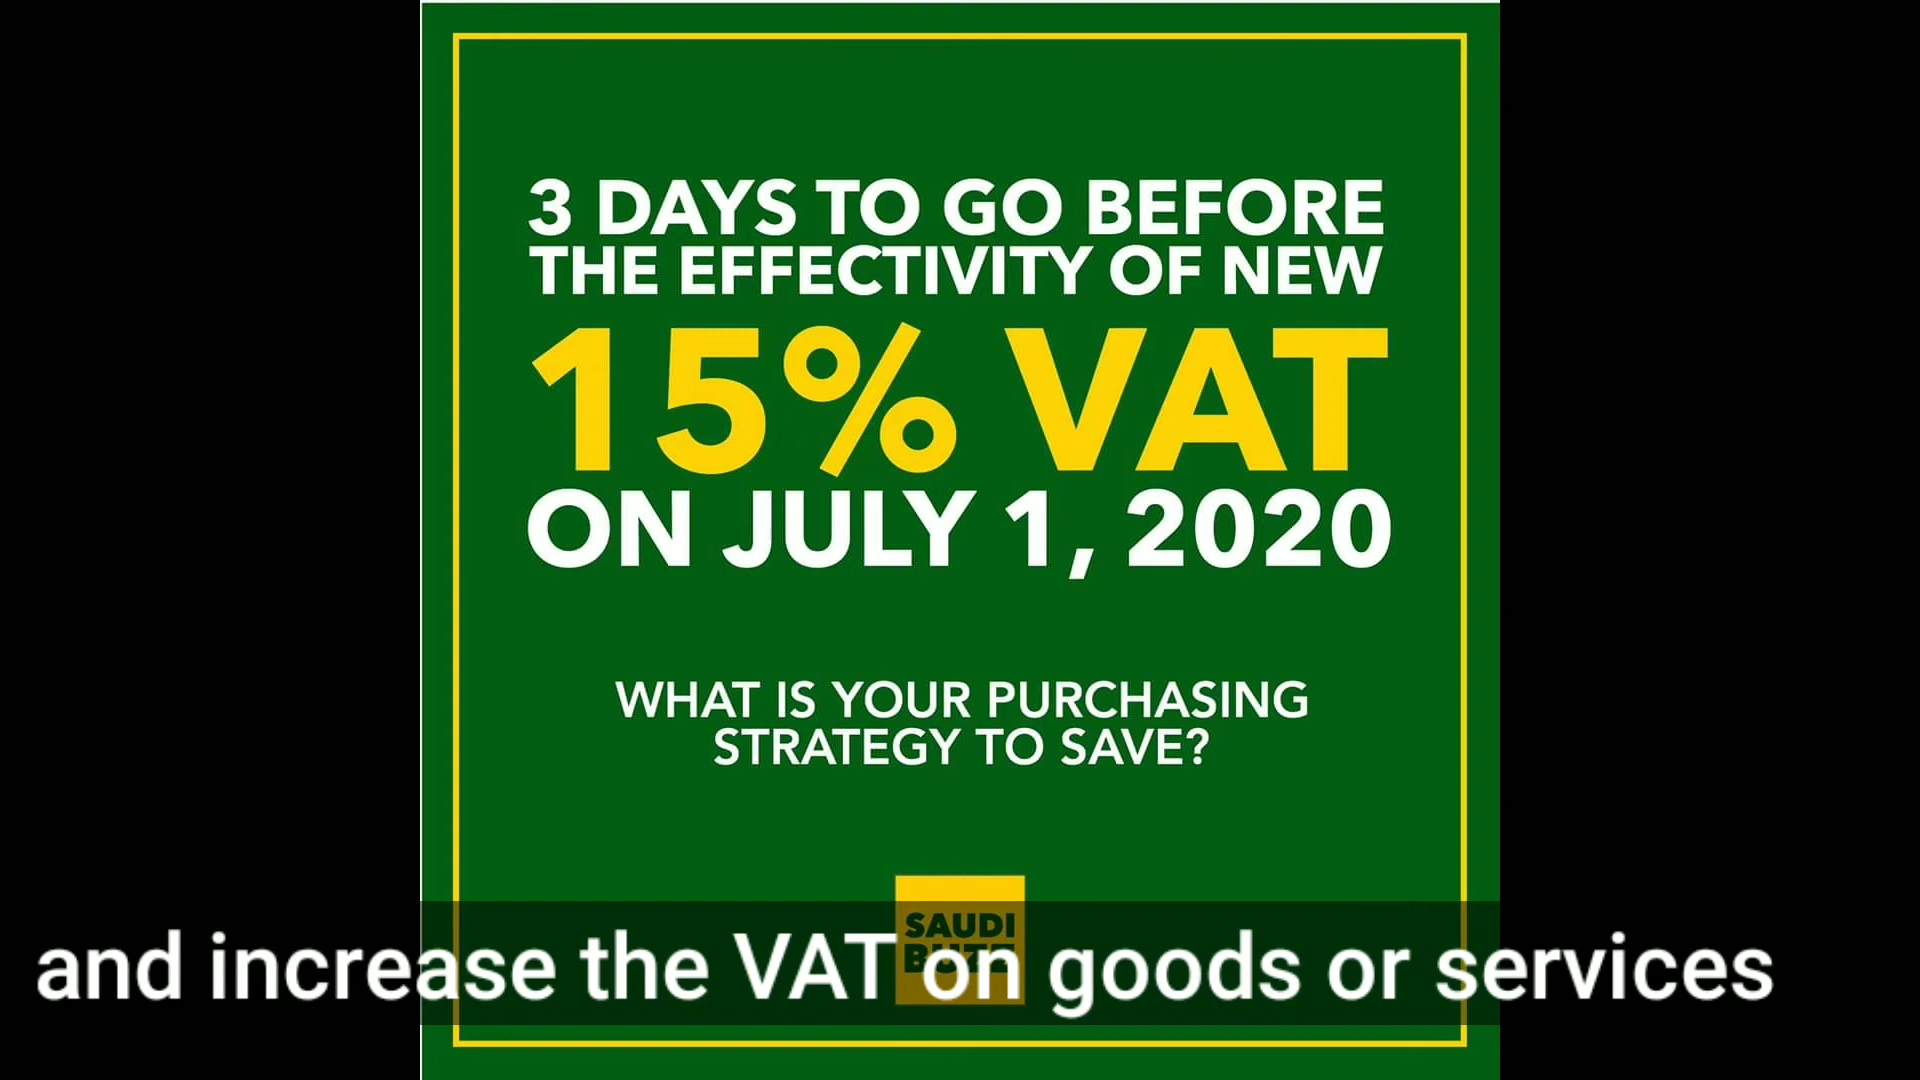 3 DAYS TO GO BEFORE
THE EFFECTIVITY OF NEW
15% VAT
ON JULY 1, 2020
WHAT IS YOUR PURCHASING
STRATEGY TO SAVE?
SAUDI
BUZZ
and increase the VAT on goods or services